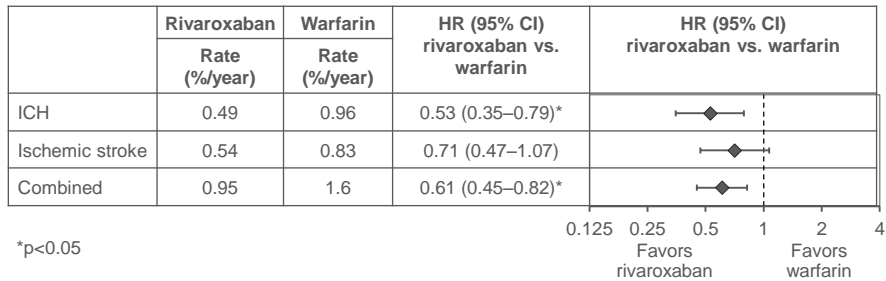 Rivaroxaban Warfarin HR (95% CI) HR (95% CI)
rivaroxaban vs. rivaroxaban vs. warfarin
warfarin
Rate Rate
(%/year) (%/year)
ICH 0.49 0.96 0.53 (0.35–0.79)*
Ischemic stroke 0.54 0.83 0.71 (0.47–1.07)
Combined 0.95 1.6 0.61 (0.45–0.82)*
0.125 0.25 0.5 1 2 4
*p<0.05
Favors Favors
rivaroxaban warfarin